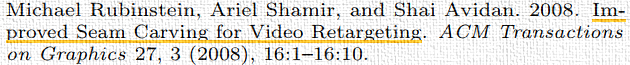 Michael Rubinstein, Ariel Shamir, and Shai Avidan. 2008. Im-
proved Seam Carving for Video Retargeting. ACM Transactions
on Graphics 27, 3 (2008), 16:1–16:10.